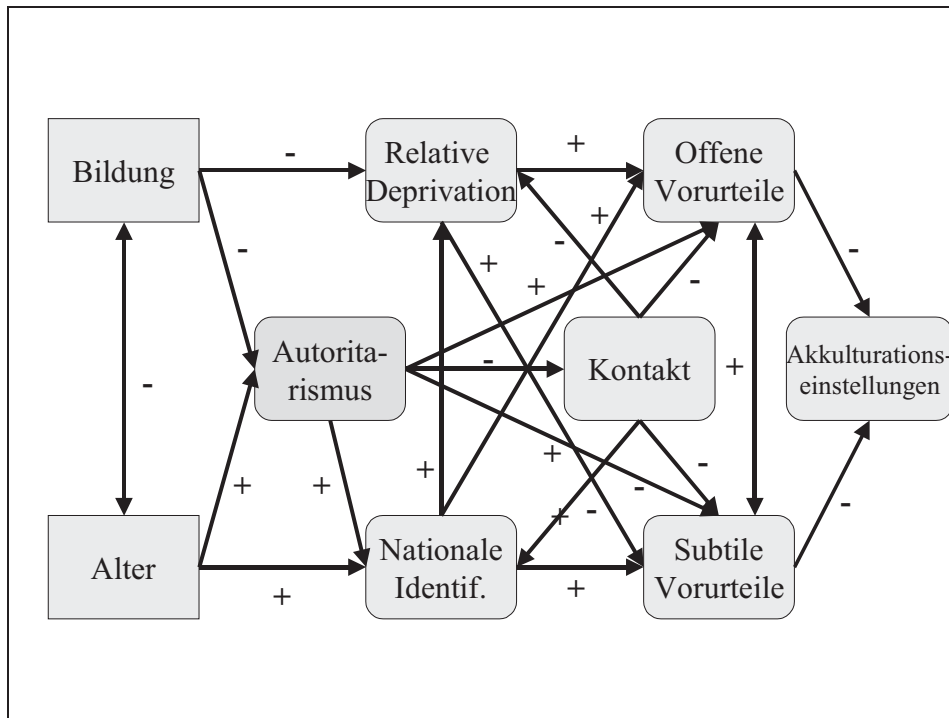 Bildung
-
Relative
Deprivation
+
Offene
Vorurteile
-
-
+
-
+
+
-
-
-
Autorita-
rismus
-
Kontakt
+
Akkulturations-
einstellungen
+
+
+
+
-
-
-
+
-
Alter
+
Nationale
Identif.
+
Subtile
Vorurteile